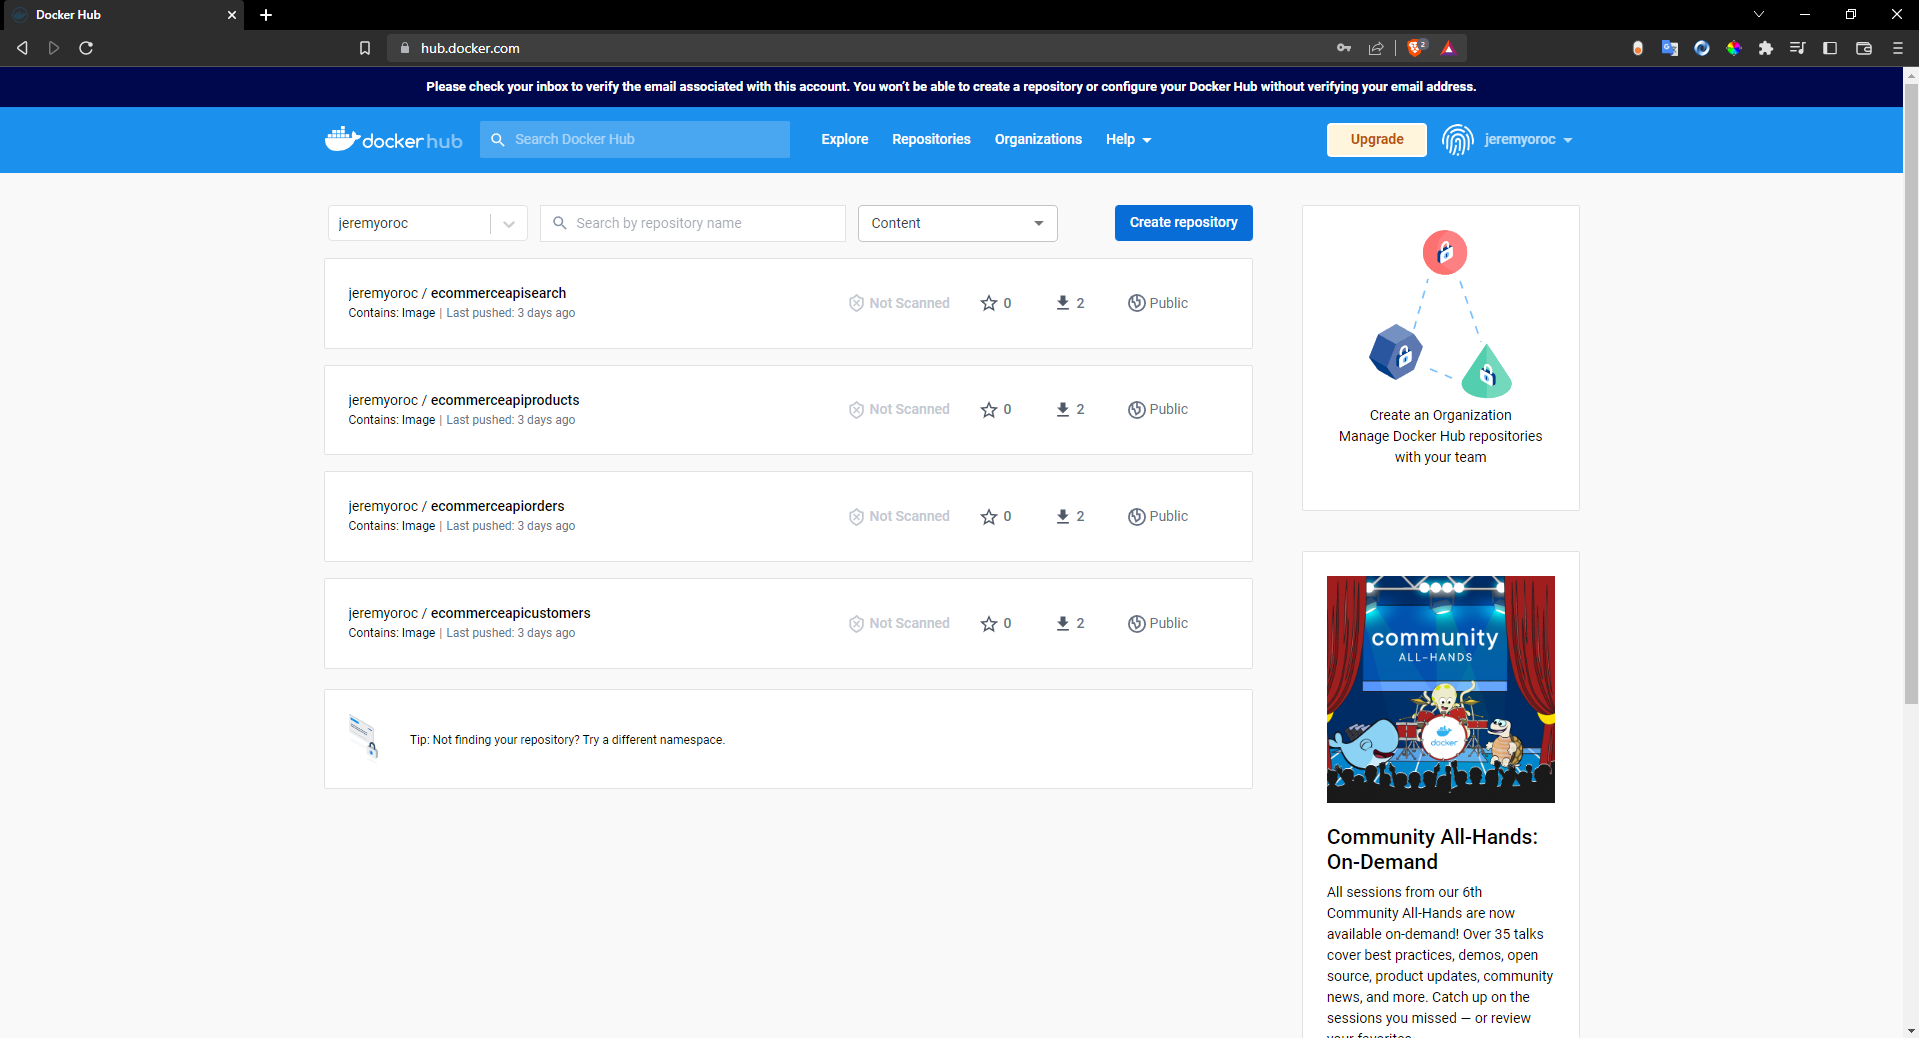 Docker Hub
hub.docker.com
2
Please check your inbox to verify the email associated with this account. You won't be able to create a repository or configure your Docker Hub without verifying your email address.
docker hub
Search Docker Hub
Explore
Repositories
Organizations
Help
Upgrade
jeremyoroc
jeremyoroc
Search by repository name
Content
Create repository
jeremyoroc / ecommerceapisearch
Contains: Image | Last pushed: 3 days ago
Not Scanned
0
2
Public
jeremyoroc / ecommerceapiproducts
Contains: Image | Last pushed: 3 days ago
Not Scanned
0
2
Public
jeremyoroc / ecommerceapiorders
Contains: Image | Last pushed: 3 days ago
Not Scanned
0
2
Public
jeremyoroc / ecommerceapicustomers
Contains: Image | Last pushed: 3 days ago
Not Scanned
0
2
Public
Tip: Not finding your repository? Try a different namespace.
Create an Organization
Manage Docker Hub repositories
with your team
community
ALL-HANDS
docker
Community All-Hands:
On-Demand
All sessions from our 6th
Community All-Hands are now
available on-demand! Over 35 talks
cover best practices, demos, open
source, product updates, community
news, and more. Catch up on the
sessions you missed — or review